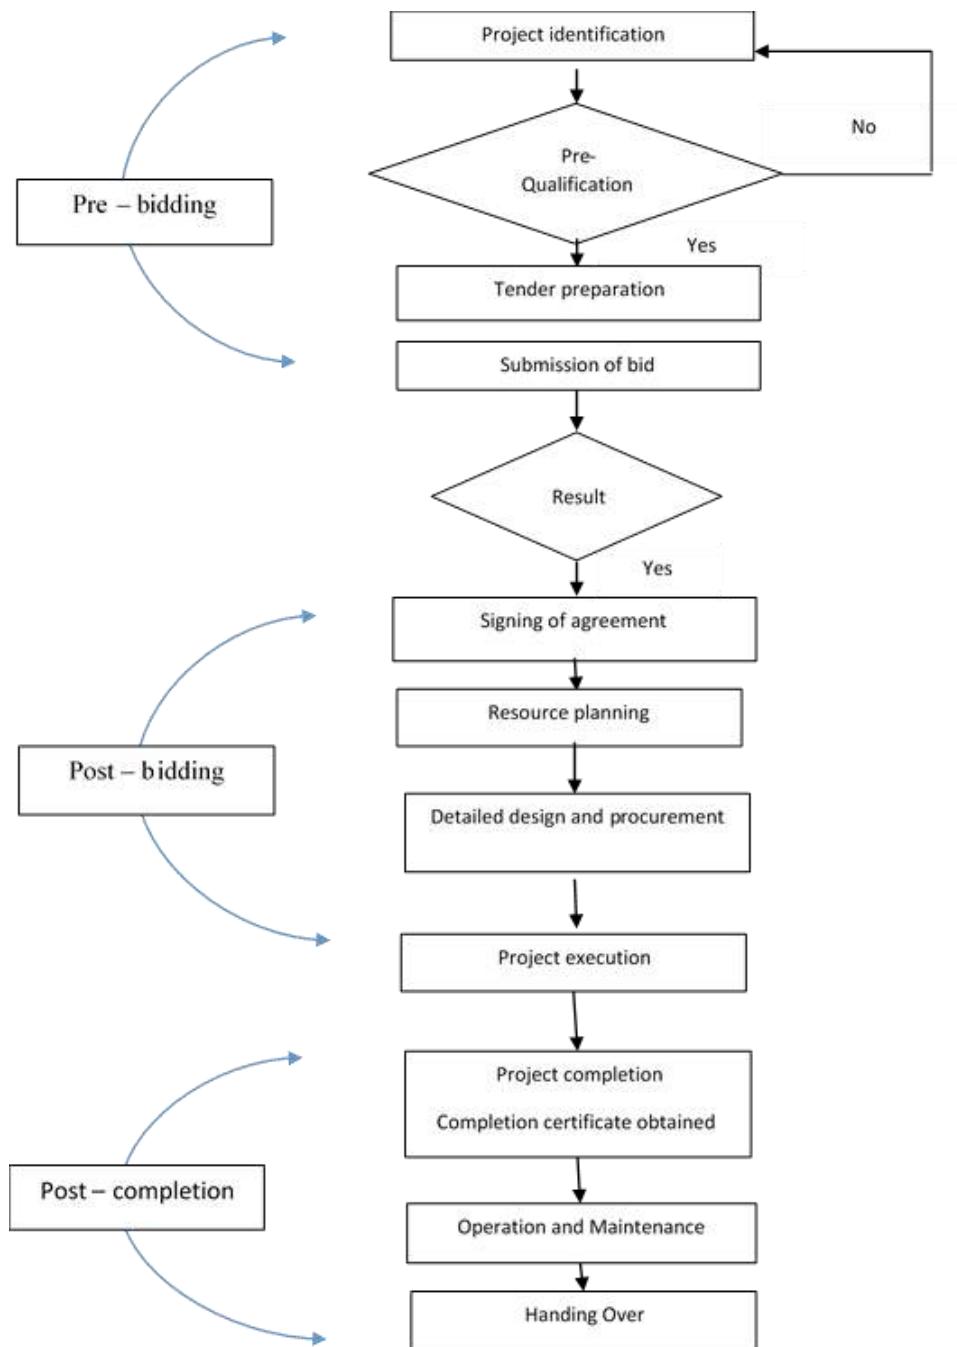 Project identification
No
Pre-
Qualification
Pre – bidding
Yes
Tender preparation
Submission of bid
Result
Yes
Signing of agreement
Resource planning
Post – bidding
Detailed design and procurement
Project execution
Project completion
Completion certificate obtained
Post – completion
Operation and Maintenance
Handing Over